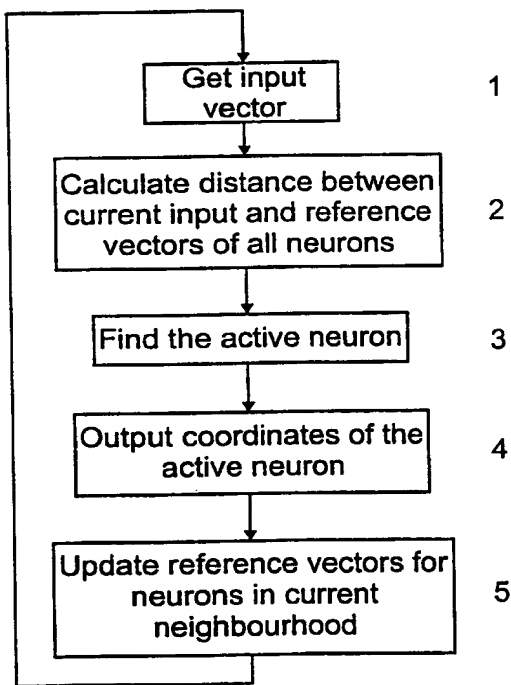 Get input
vector
1
Calculate distance between
current input and reference
vectors of all neurons
2
Find the active neuron
3
Output coordinates of the
active neuron
4
Update reference vectors for
neurons in current
neighbourhood
5